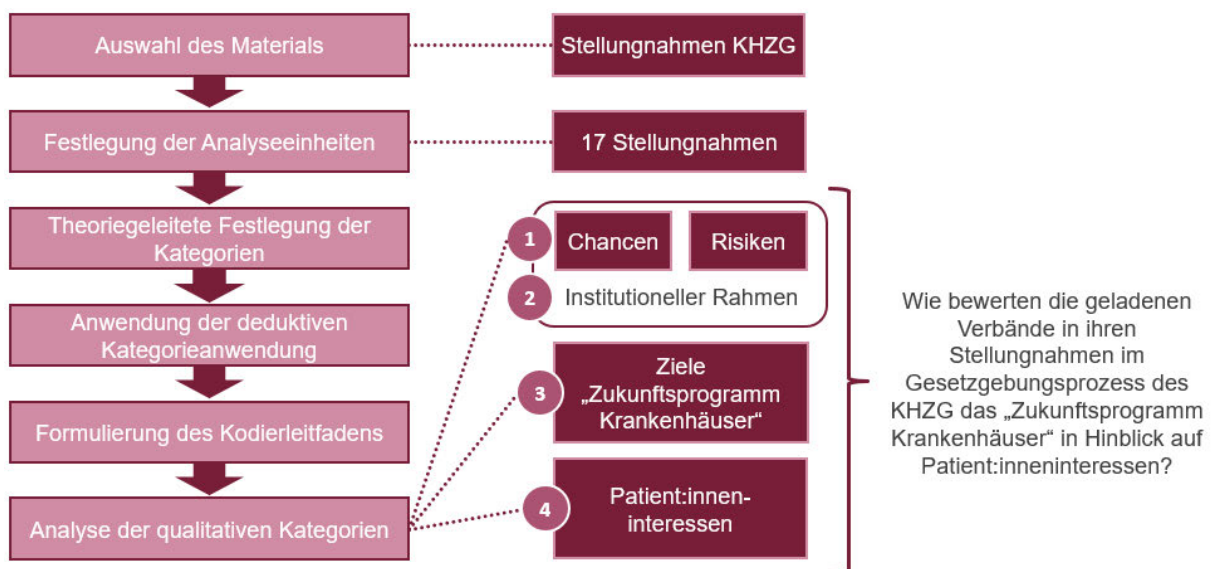 Auswahl des Materials
Stellungnahmen KHZG
Festlegung der Analyseeinheiten
17 Stellungnahmen
Theoriegeleitete Festlegung der
Kategorien
1
Chancen
Risiken
2
Institutioneller Rahmen
Anwendung der deduktiven
Kategorieanwendung
3
Ziele
„Zukunftsprogramm
Krankenhäuser“
Formulierung des Kodierleitfadens
Analyse der qualitativen Kategorien
4
Patient:innen-
interessen
Wie bewerten die geladenen
Verbände in ihren
Stellungnahmen im
Gesetzgebungsprozess des
KHZG das „Zukunftsprogramm
Krankenhäuser“ in Hinblick auf
Patient:inneninteressen?